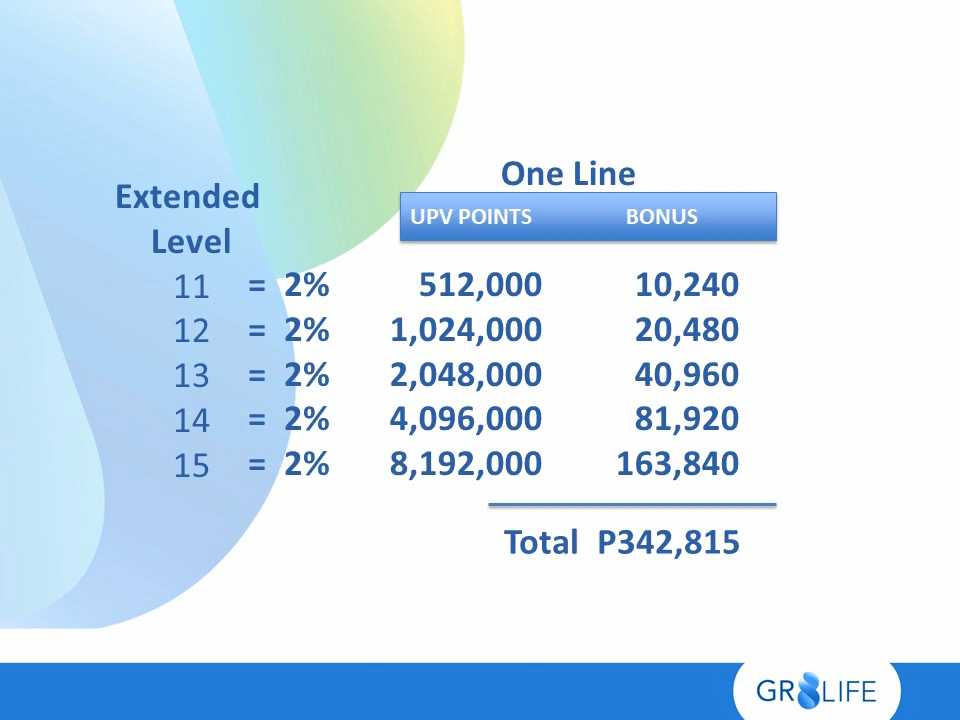 One Line
Extended
Level
UPV POINTS BONUS
11 = 2% 512,000 10,240
12 = 2% 1,024,000 20,480
13 = 2% 2,048,000 40,960
14 = 2% 4,096,000 81,920
15 = 2% 8,192,000 163,840
Total P342,815
GR8LIFE